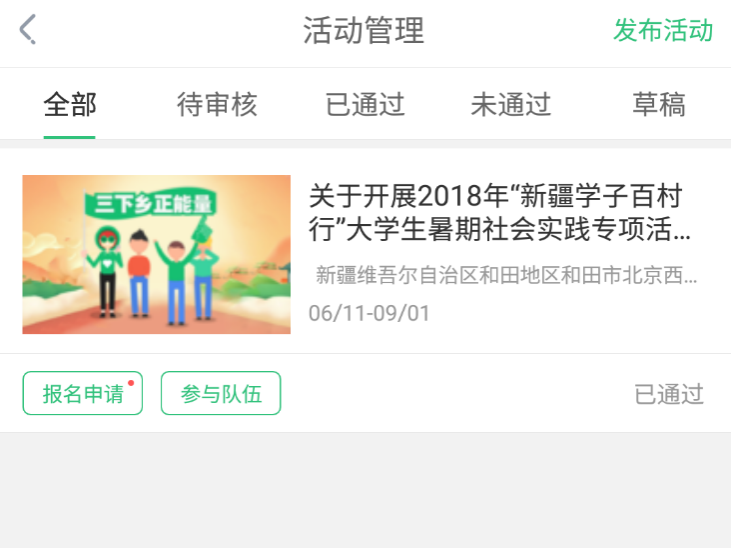 活动管理
发布活动
全部
待审核
已通过
未通过
草稿
三下乡正能量
关于开展2018年“新疆学子百村
行”大学生暑期社会实践专项活...
新疆维吾尔自治区和田地区和田市北京西...
06/11-09/01
报名申请
参与队伍
已通过